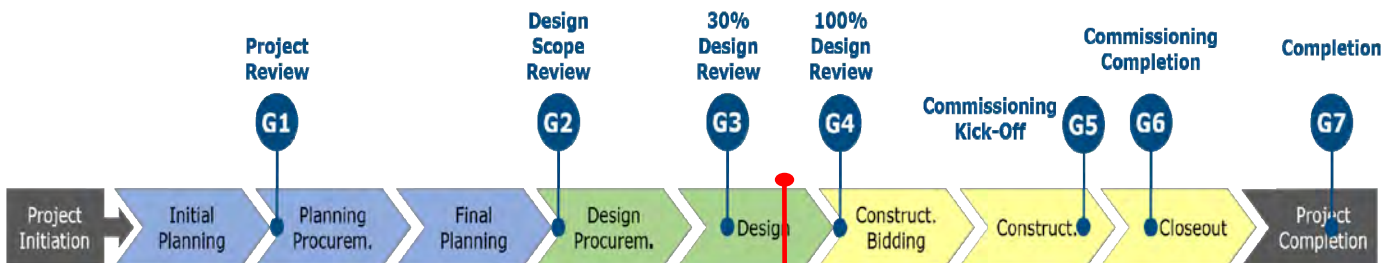 Project
Review
Design
Scope
Review
30%
Design
Review
100%
Design
Review
Commissioning
Kick-Off
Commissioning
Completion
Completion
G1
G2
G3
G4
G5
G6
G7
Project
Initiation
Initial
Planning
Planning
Procurem.
Final
Planning
Design
Procurem.
Design
Construct.
Bidding
Construct.
Closeout
Project
Completion